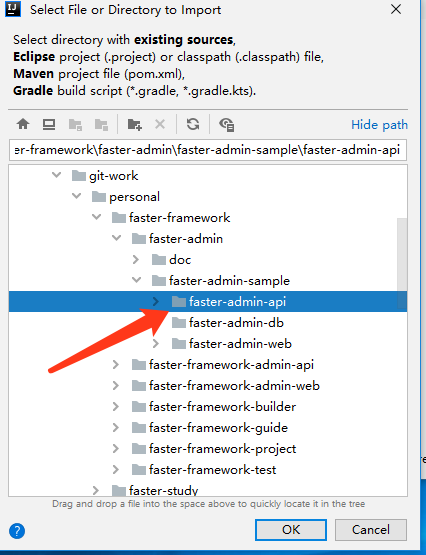 Select File or Directory to Import
Select directory with existing sources,
Eclipse project (.project) or classpath (.classpath) file,
Maven project file (pom.xml),
Gradle build script (*.gradle, *.gradle.kts).
Hide path
er-framework\faster-admin\faster-admin-sample\faster-admin-api
git-work
personal
faster-framework
faster-admin
doc
faster-admin-sample
faster-admin-api
faster-admin-db
faster-admin-web
faster-framework-admin-api
faster-framework-admin-web
faster-framework-builder
faster-framework-guide
faster-framework-project
faster-framework-test
faster-study
Drag and drop a file into the space above to quickly locate it in the tree
?
OK
Cancel